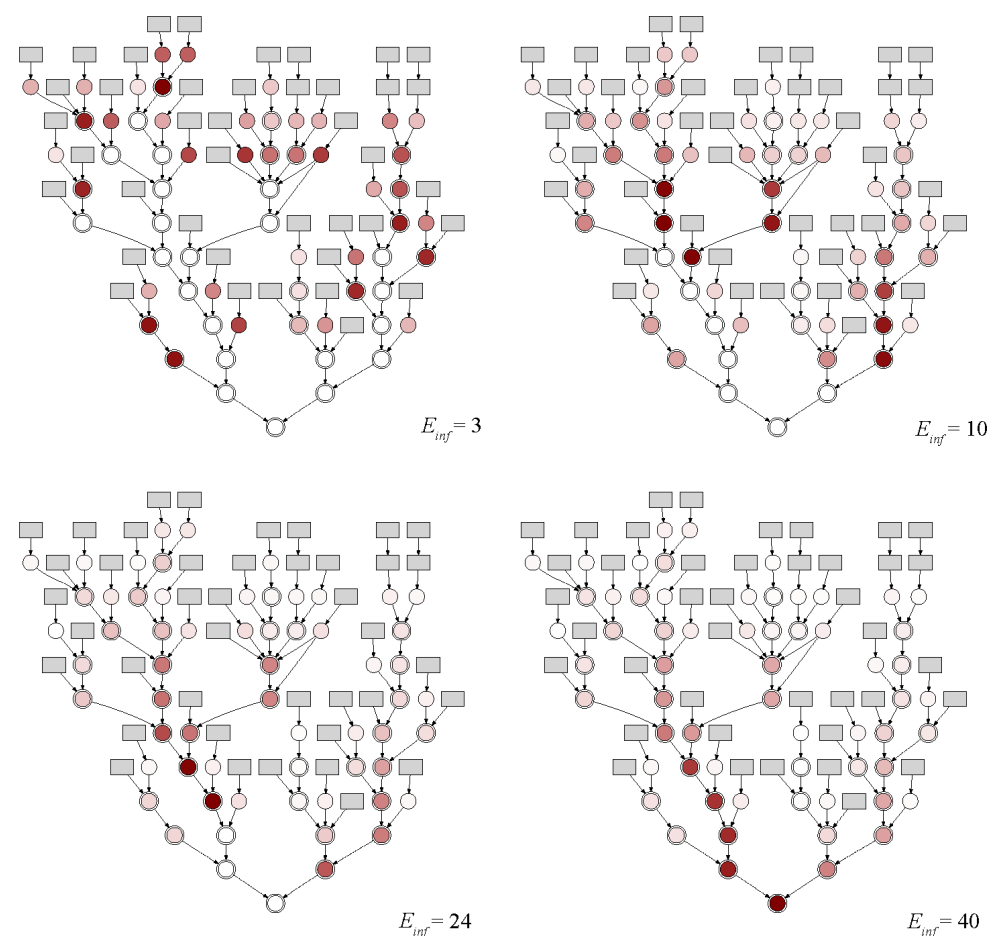 E_inf = 3
E_inf = 10
E_inf = 24
E_inf = 40